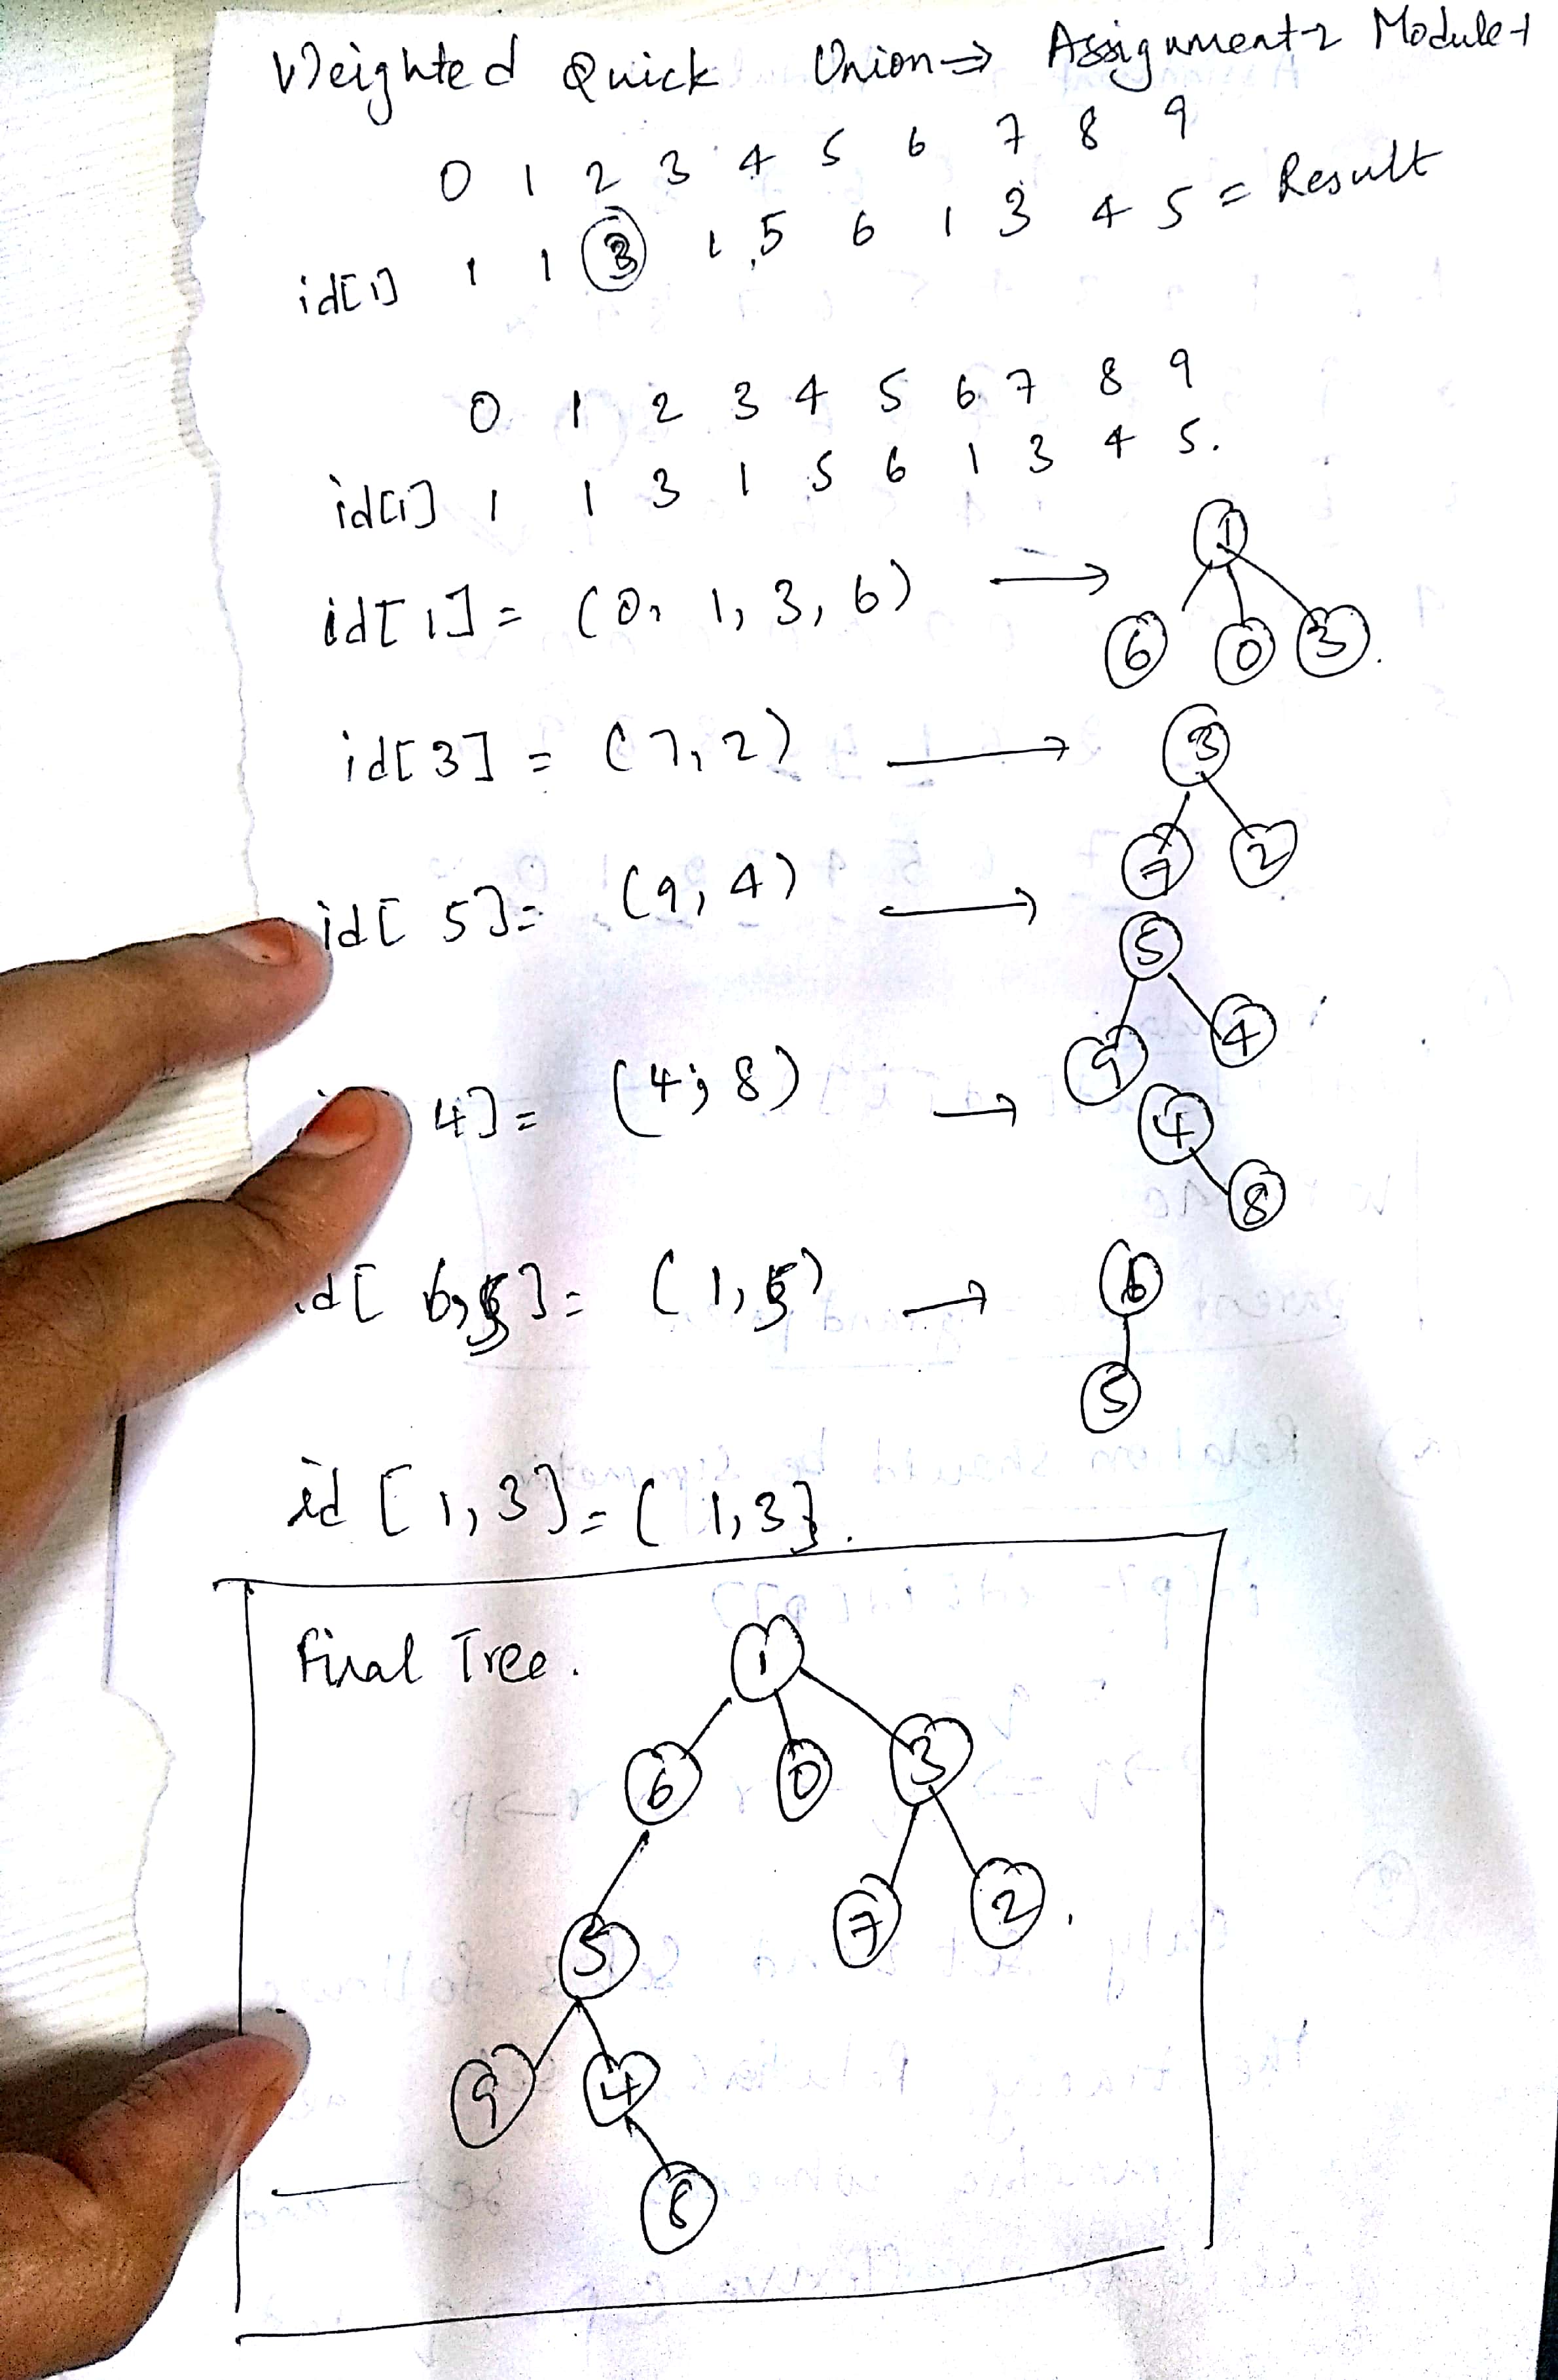 Weighted Quick Union ⇒ Assignment-2 Module-1
0 1 2 3 4 5 6 7 8 9
id[i] 1 1 3 1 5 6 1 3 4 5 = Result
0 1 2 3 4 5 6 7 8 9
id[i] 1 1 3 1 5 6 1 3 4 5.
id[1] = (0, 1, 3, 6) → 1
6 0 3
id[3] = (7, 2) → 3
7 2
id[5] = (9, 4) → 5
9 4
4] = (4, 8) → 4
8
id[6,5] = (1,5) → 6
5
id[1,3] = (1,3}.
Final Tree.
1
6 0 3
5 7 2
9 4
8